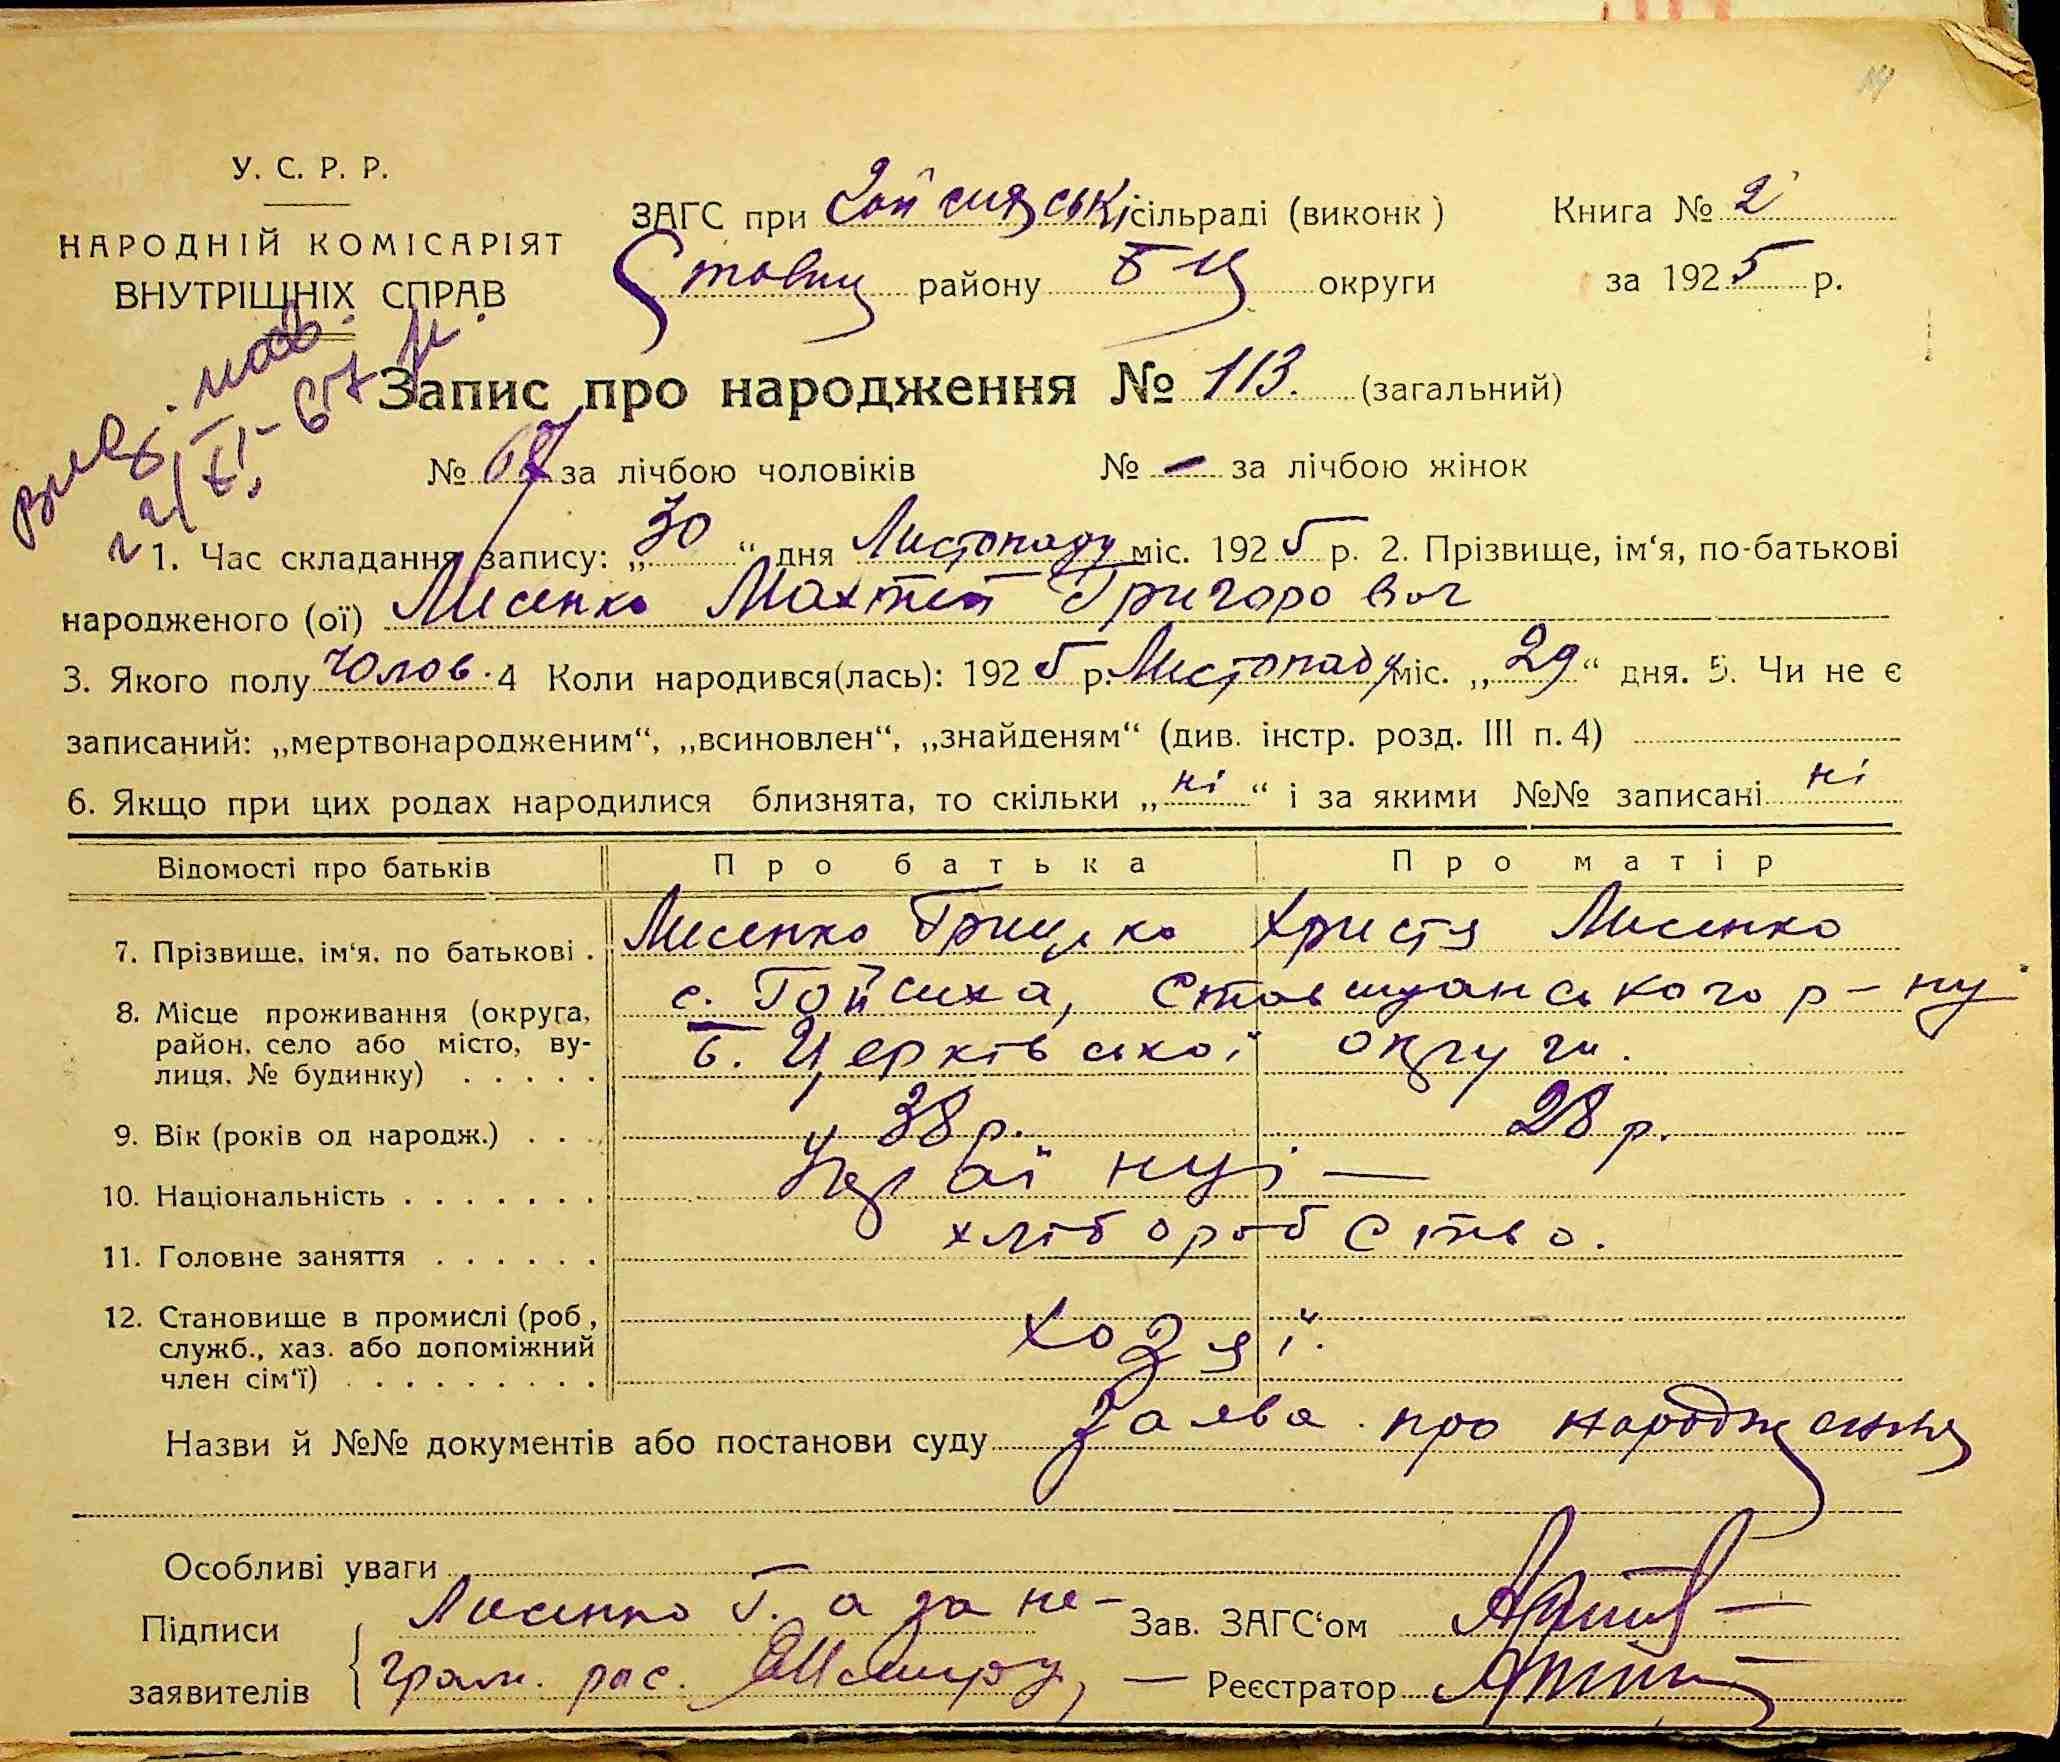 У. С. Р. Р.
НАРОДНІЙ КОМІСАРІЯТ
ВНУТРІШНІХ СПРАВ
ЗАГС при сільраді (виконк )
Книга № 2
Ставищ району БЦ округи
за 1925 р.
Запис про народження № 113. (загальний)
№ 67 за лічбою чоловіків
№ – за лічбою жінок
1. Час складання запису: „30“ дня Листопаду міс. 1925 р. 2. Прізвище, ім‘я, по-батькові
народженого (ої) Лисенко Григорович
3. Якого полу Чолов. 4 Коли народився(лась): 1925 р. Листопаду міс. „29“ дня. 5. Чи не є
записаний: „мертвонародженим“, „всиновлен“, „знайденям“ (див. інстр. розд. III п. 4)
6. Якщо при цих родах народилися близнята, то скільки „ні“ і за якими №№ записані ні
Відомості про батьків
Про батька
Про матір
7. Прізвище, ім‘я, по батькові .
Лисенко Грицько
Христя Лисенко
8. Місце проживання (округа,
район, село або місто, ву-
лиця, № будинку) . . . . .
с. Гойсиха, Ставищанського р-ну
Б. Церківської округи.
9. Вік (років од народж.) . . .
38 р.
28 р.
10. Національність . . . . . . .
Украïнці —
11. Головне заняття . . . . . .
хліборобство.
12. Становище в промислі (роб ,
служб., хаз. або допоміжний
член сім‘ї) . . . . . . . . .
хозяї.
Назви й №№ документів або постанови суду Заява про народження
Особливі уваги
Підписи
заявителів
Лисенко Г. а за не-
грам. рос.
Зав. ЗАГС‘ом
Реєстратор